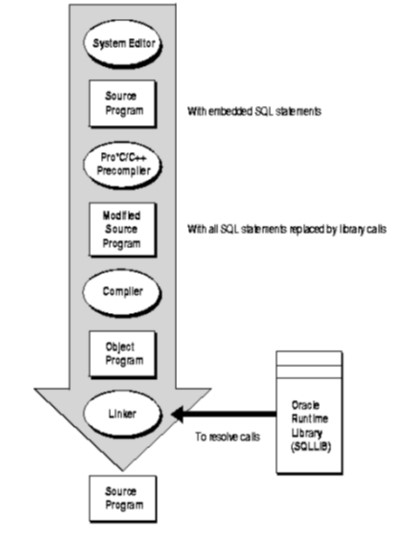 System Editor
Source
Program
With embedded SQL statements
Pro*C/C++
Precompiler
Modified
Source
Program
With all SQL statements replaced by library calls
Compiler
Object
Program
Linker
To resolve calls
Oracle
Runtime
Library
(SQLLIB)
Source
Program